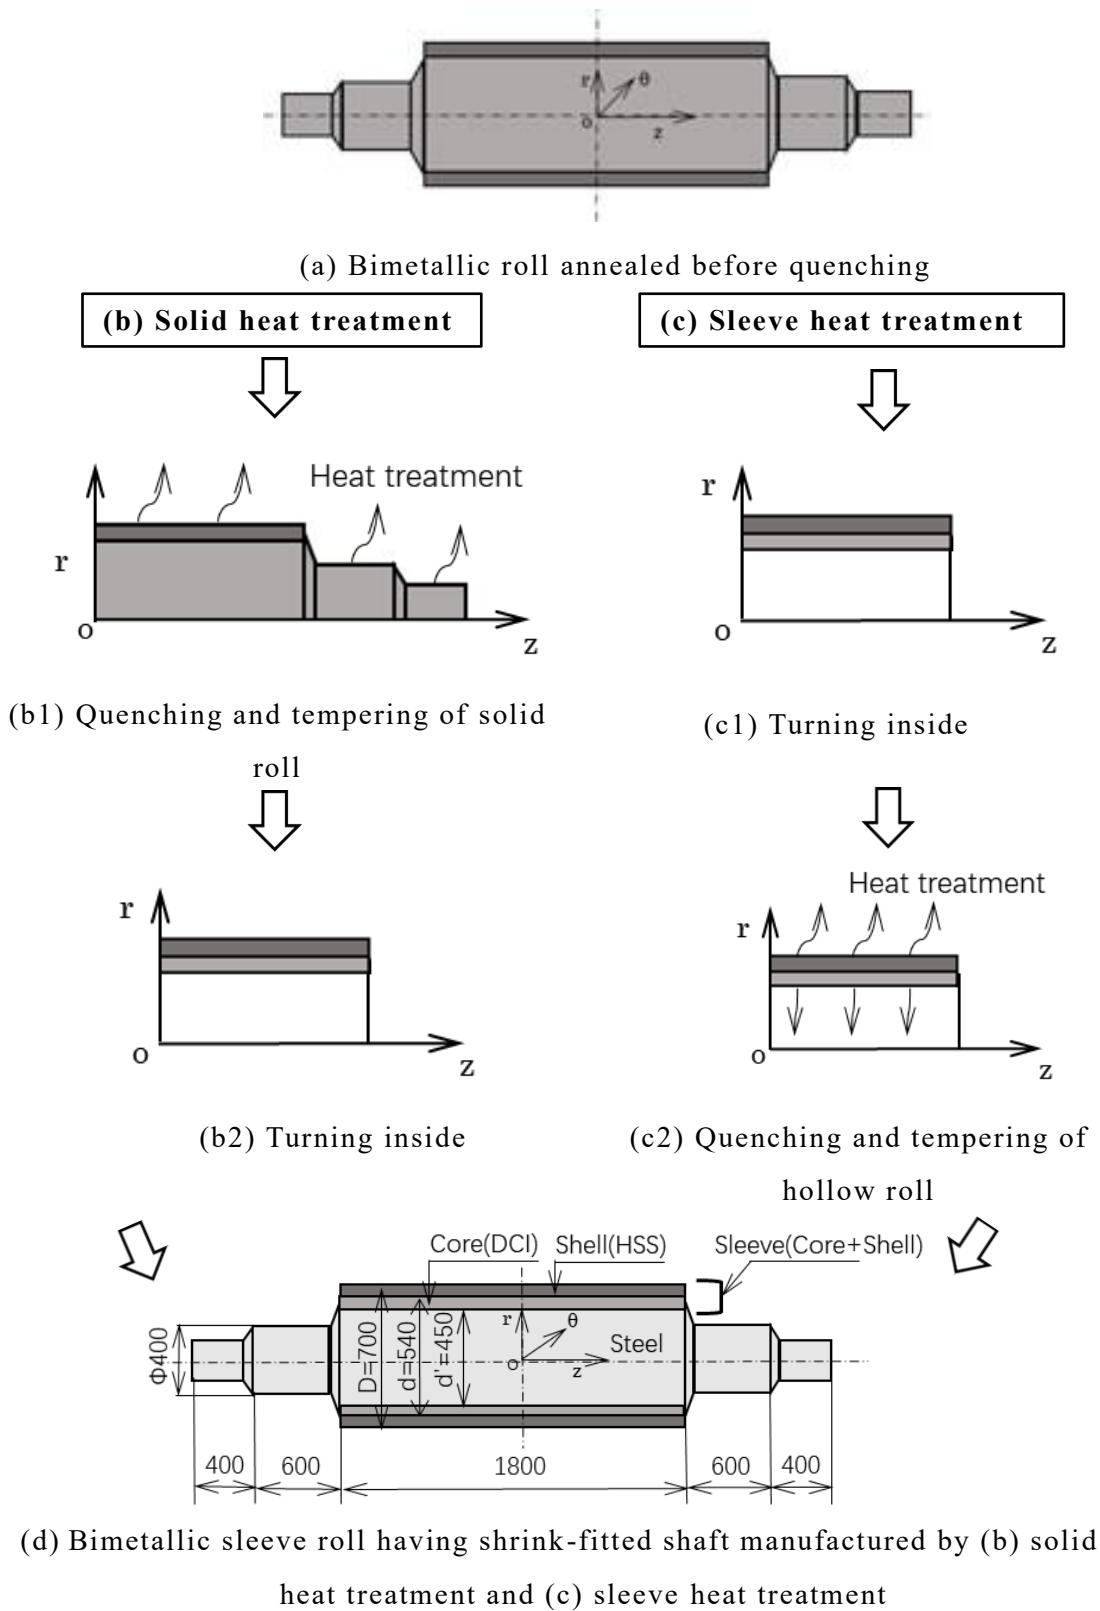 r
θ
o
z
(a) Bimetallic roll annealed before quenching
(b) Solid heat treatment
(c) Sleeve heat treatment
Heat treatment
r
o
z
r
o
z
(b1) Quenching and tempering of solid
roll
(c1) Turning inside
r
o
z
Heat treatment
r
o
z
(b2) Turning inside
(c2) Quenching and tempering of
hollow roll
Core(DCI)
Shell(HSS)
Sleeve(Core+Shell)
Φ400
D=700
d=540
d'=450
r
θ
o
z
Steel
400
600
1800
600
400
(d) Bimetallic sleeve roll having shrink-fitted shaft manufactured by (b) solid
heat treatment and (c) sleeve heat treatment